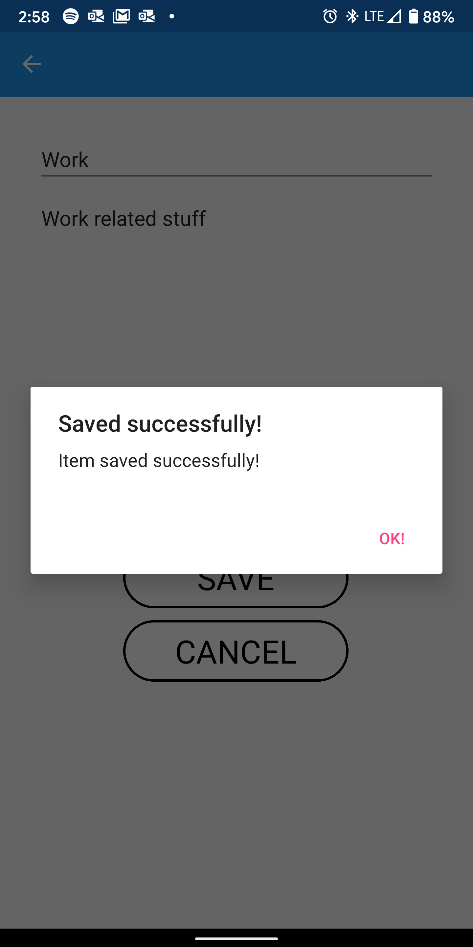 2:58 LTE 88%
Work
Work related stuff
Saved successfully!
Item saved successfully!
OK!
SAVE
CANCEL